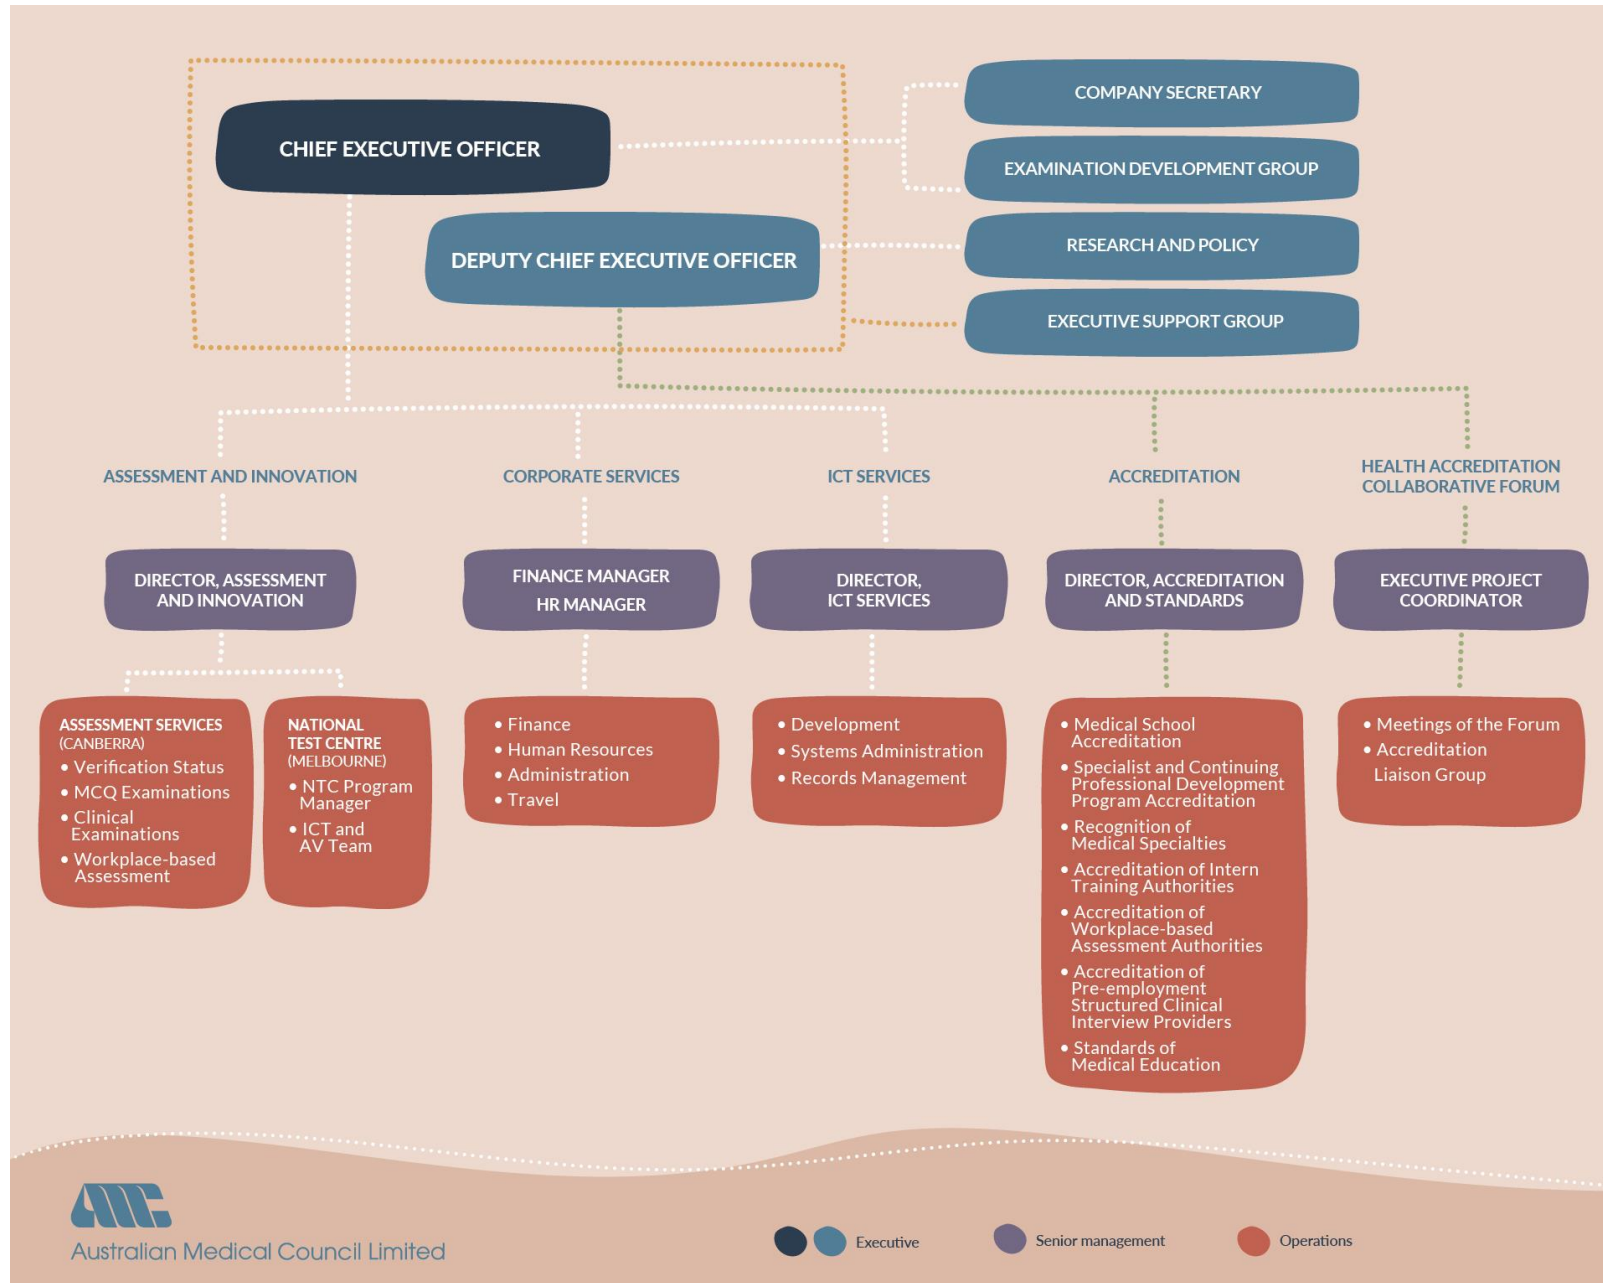 CHIEF EXECUTIVE OFFICER
DEPUTY CHIEF EXECUTIVE OFFICER
COMPANY SECRETARY
EXAMINATION DEVELOPMENT GROUP
RESEARCH AND POLICY
EXECUTIVE SUPPORT GROUP
ASSESSMENT AND INNOVATION
DIRECTOR, ASSESSMENT
AND INNOVATION
ASSESSMENT SERVICES
(CANBERRA)
• Verification Status
• MCQ Examinations
• Clinical
Examinations
• Workplace-based
Assessment
NATIONAL
TEST CENTRE
(MELBOURNE)
• NTC Program
Manager
• ICT and
AV Team
CORPORATE SERVICES
FINANCE MANAGER
HR MANAGER
• Finance
• Human Resources
• Administration
• Travel
ICT SERVICES
DIRECTOR,
ICT SERVICES
• Development
• Systems Administration
• Records Management
ACCREDITATION
DIRECTOR, ACCREDITATION
AND STANDARDS
• Medical School
Accreditation
• Specialist and Continuing
Professional Development
Program Accreditation
• Recognition of
Medical Specialties
• Accreditation of Intern
Training Authorities
• Accreditation of
Workplace-based
Assessment Authorities
• Accreditation of
Pre-employment
Structured Clinical
Interview Providers
• Standards of
Medical Education
HEALTH ACCREDITATION
COLLABORATIVE FORUM
EXECUTIVE PROJECT
COORDINATOR
• Meetings of the Forum
• Accreditation
Liaison Group
AMC
Australian Medical Council Limited
Executive
Senior management
Operations